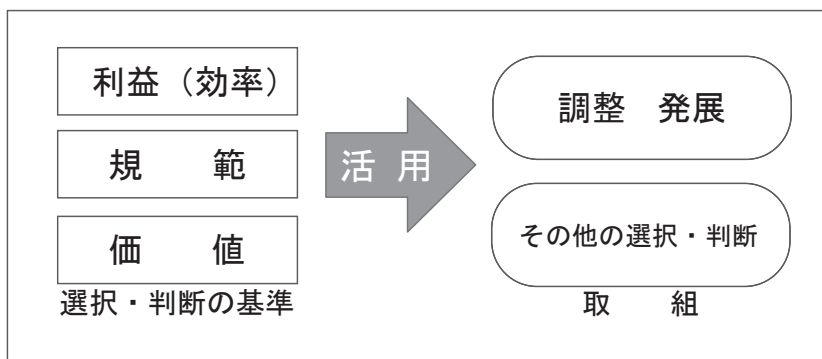 利益（効率）
規　範
価　値
選択・判断の基準
活用
調整　発展
その他の選択・判断
取　組